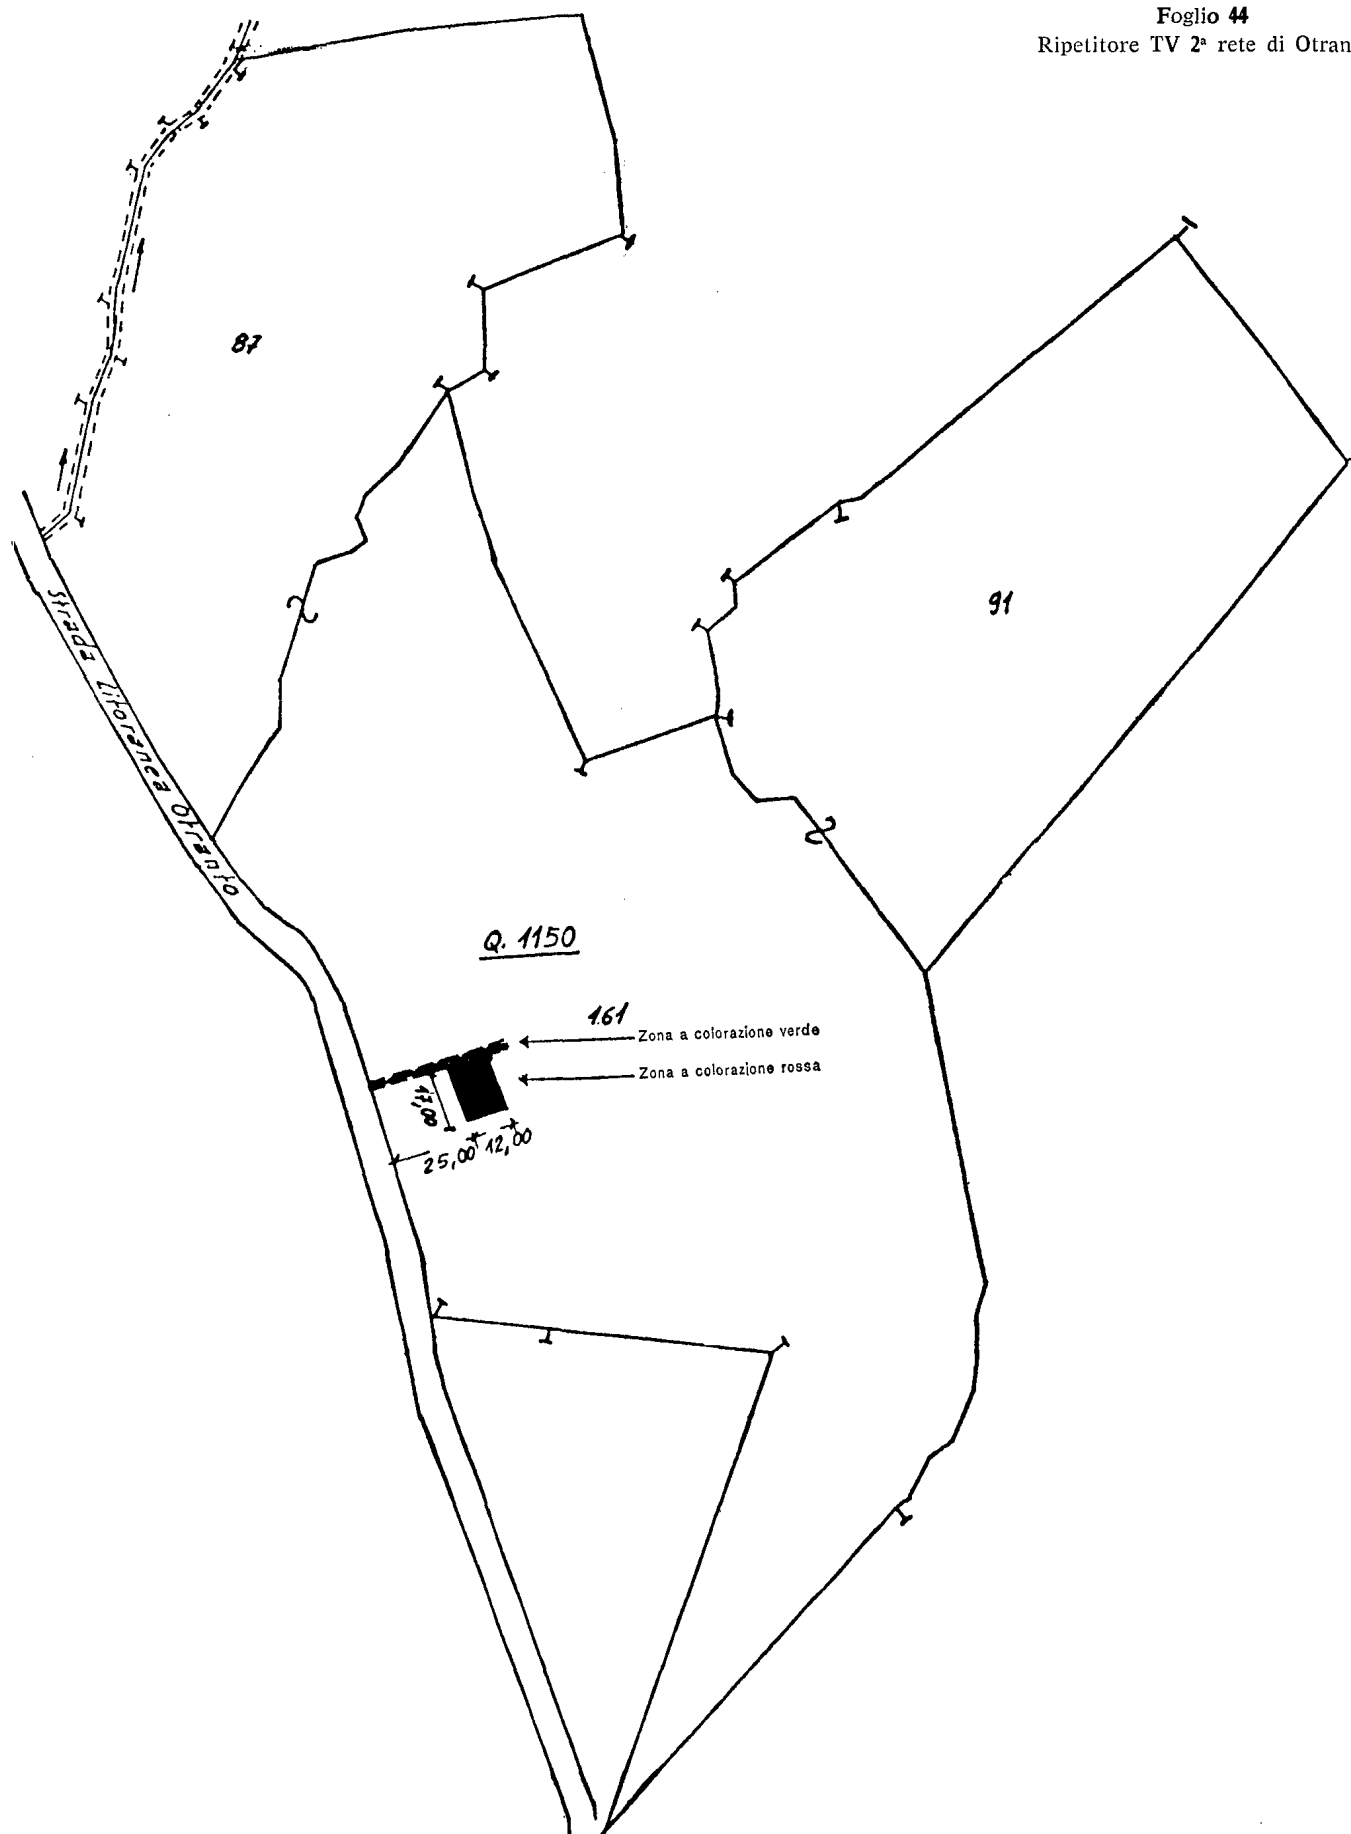 Foglio 44
Ripetitore TV 2ª rete di Otran
87
91
Strada Litoranea Otranto
Q. 1150
161
Zona a colorazione verde
Zona a colorazione rossa
17,00
25,00 12,00